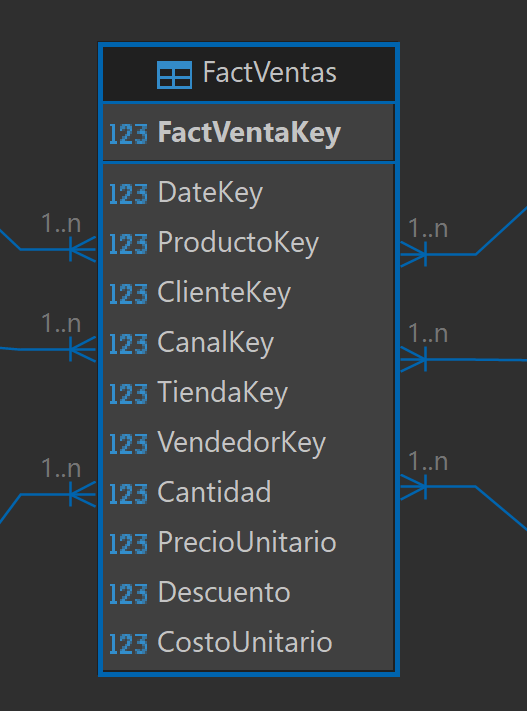 FactVentas
123 FactVentaKey
123 DateKey
1..n
1..n
123 ProductoKey
123 ClienteKey
1..n
1..n
123 CanalKey
123 TiendaKey
123 VendedorKey
1..n
1..n
123 Cantidad
123 PrecioUnitario
123 Descuento
123 CostoUnitario